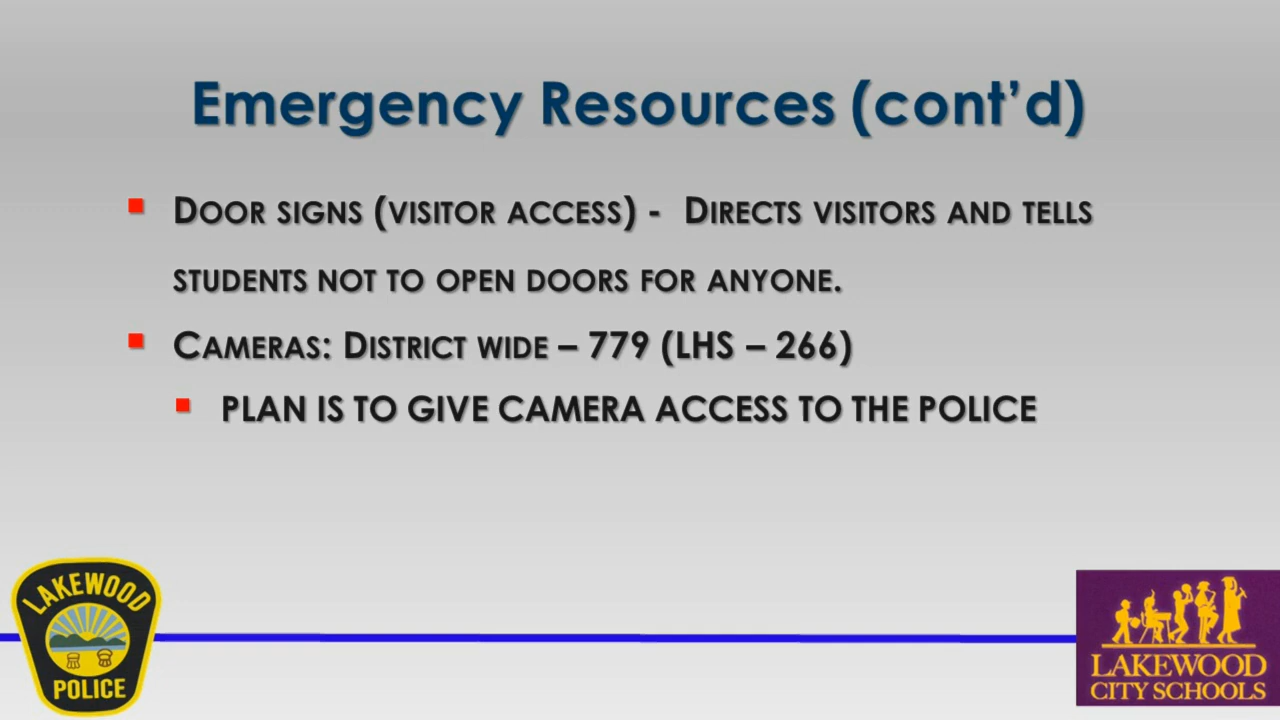 Emergency Resources (cont’d)
Door signs (visitor access) - Directs visitors and tells
students not to open doors for anyone.
Cameras: District wide – 779 (LHS – 266)
PLAN IS TO GIVE CAMERA ACCESS TO THE POLICE
LAKEWOOD
POLICE
LAKEWOOD
CITY SCHOOLS